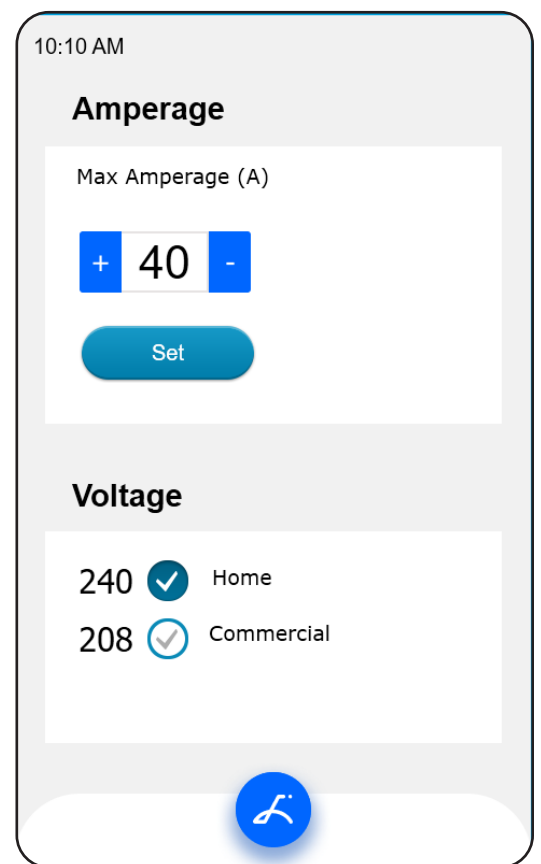 10:10 AM
Amperage
Max Amperage (A)
+ 40 -
Set
Voltage
240 Home
208 Commercial